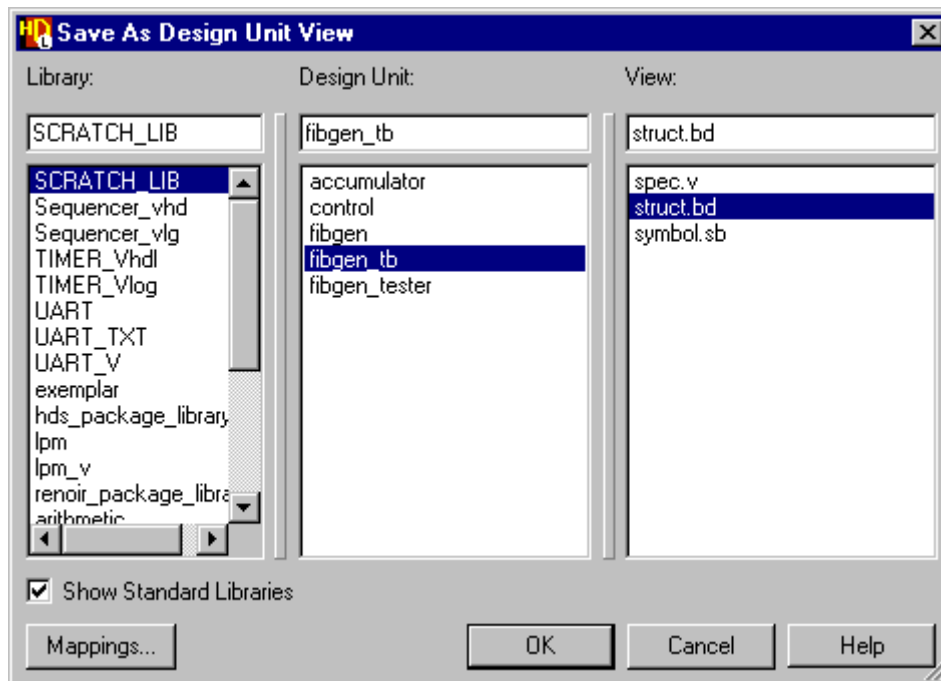 HD
L
Save As Design Unit View
Library:
SCRATCH_LIB
SCRATCH_LIB
Sequencer_vhd
Sequencer_vlg
TIMER_Vhdl
TIMER_Vlog
UART
UART_TXT
UART_V
exemplar
hds_package_library
lpm
lpm_v
renoir_package_libra
arithmetic
Design Unit:
fibgen_tb
accumulator
control
fibgen
fibgen_tb
fibgen_tester
View:
struct.bd
spec.v
struct.bd
symbol.sb
Show Standard Libraries
Mappings...
OK
Cancel
Help